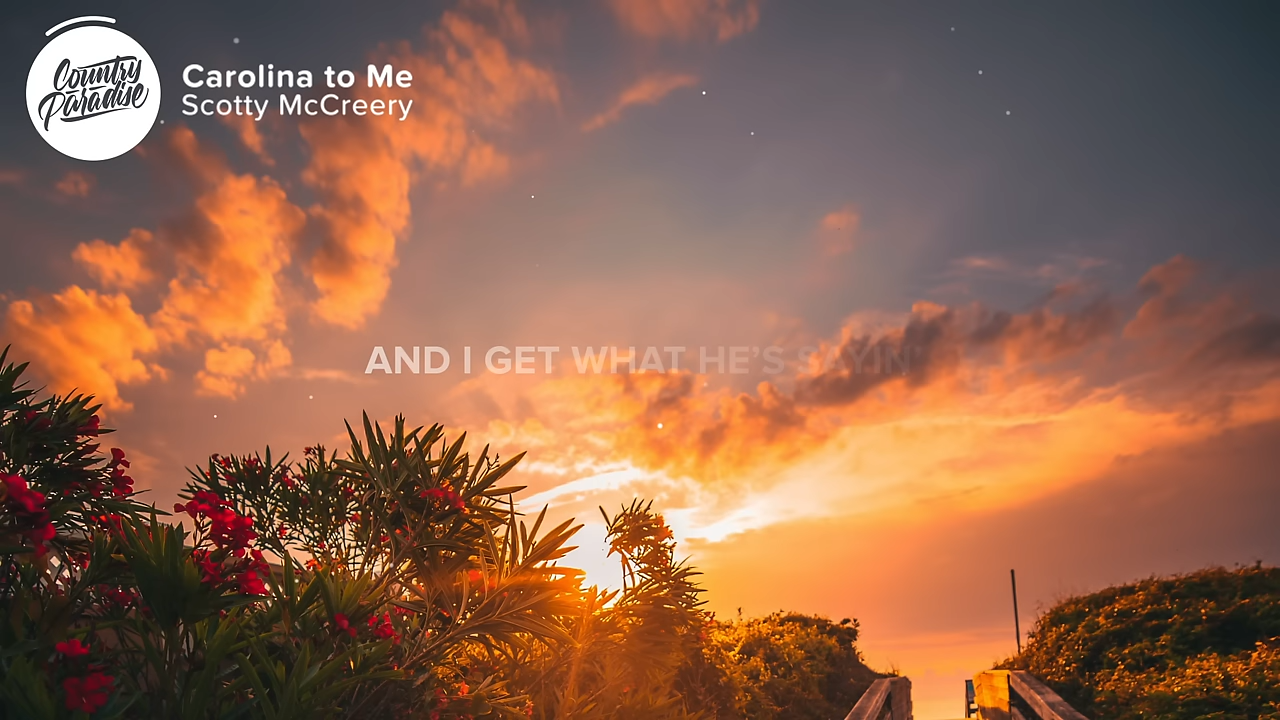 Country
Paradise
Carolina to Me
Scotty McCreery
AND I GET WHAT HE'S SAYIN'